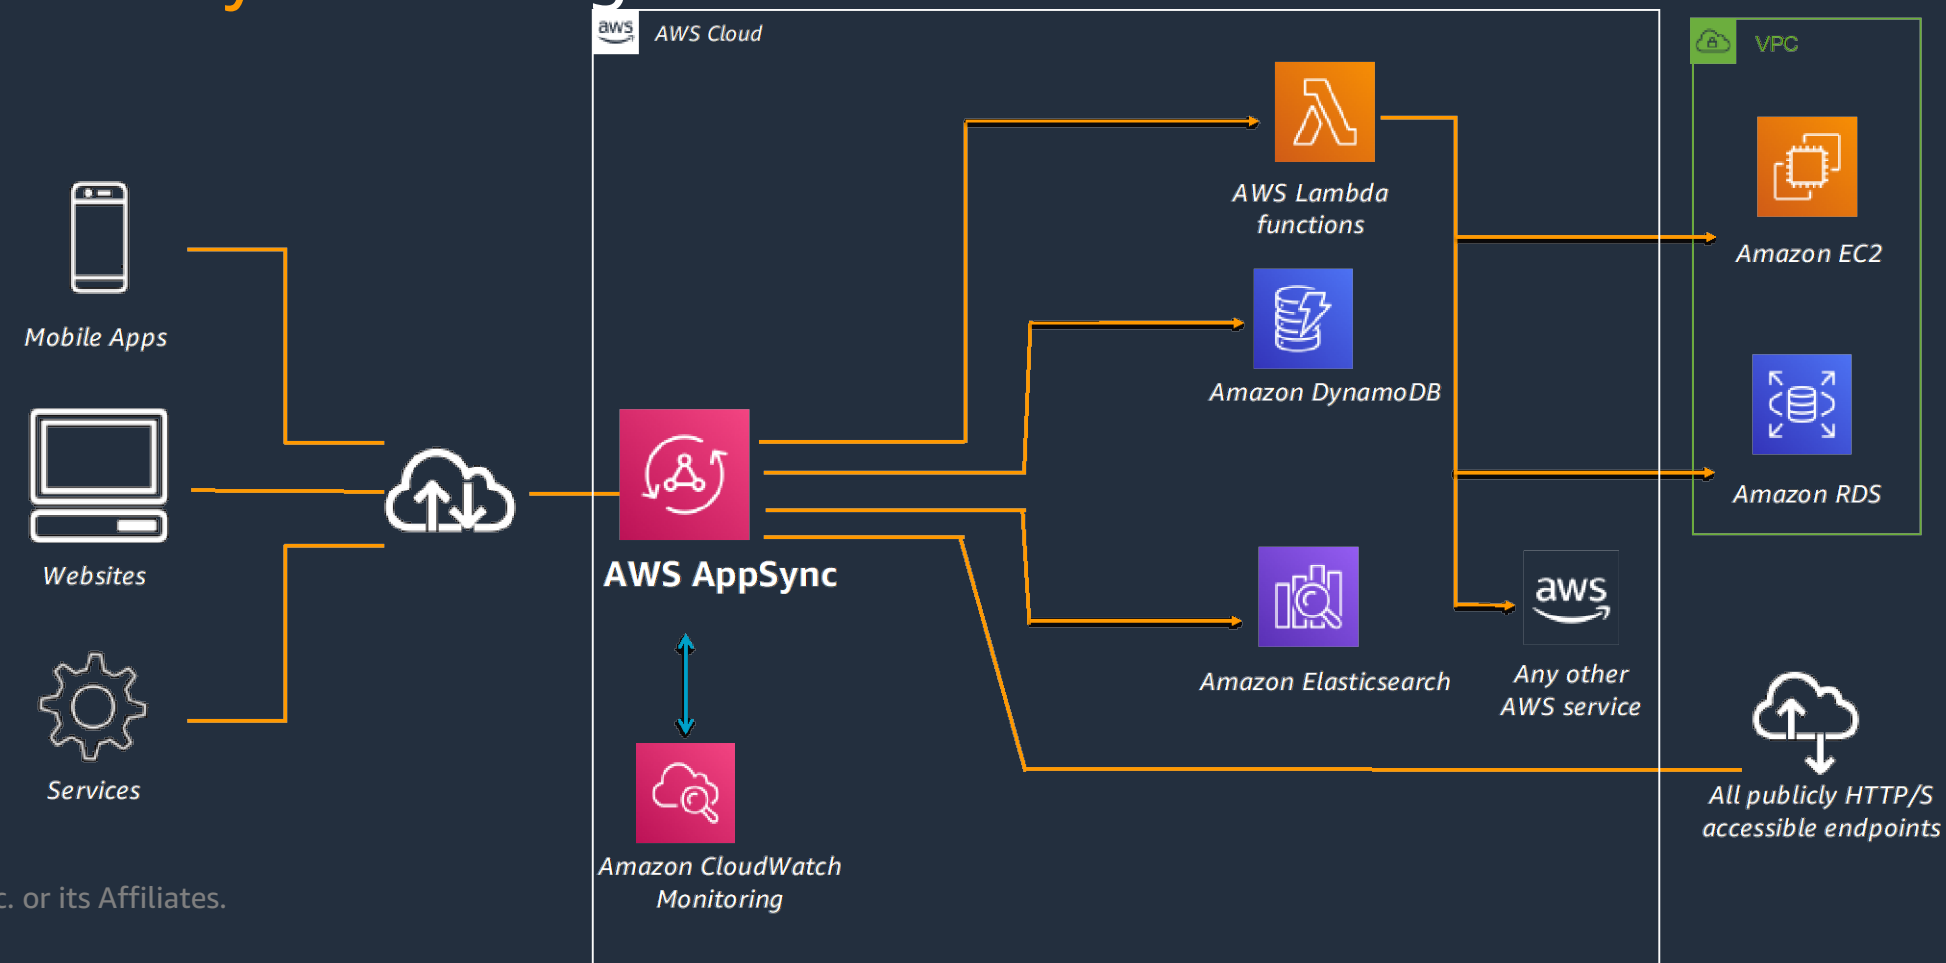 aws
AWS Cloud
VPC
AWS Lambda
functions
Amazon EC2
Mobile Apps
Amazon DynamoDB
Amazon RDS
Websites
AWS AppSync
aws
Amazon Elasticsearch
Any other
AWS service
Services
All publicly HTTP/S
accessible endpoints
Amazon CloudWatch
Monitoring
c. or its Affiliates.